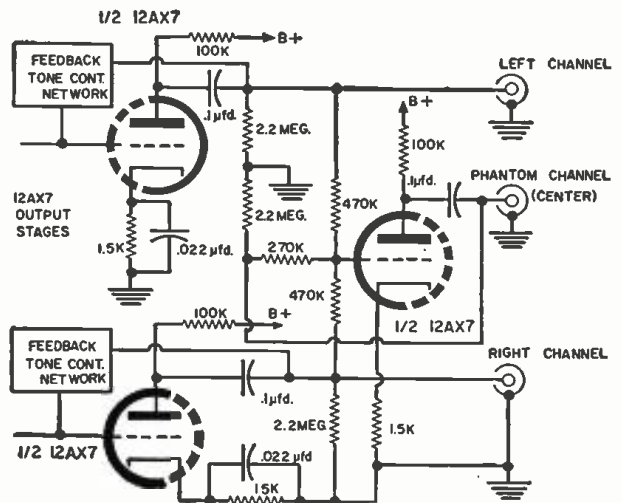 1/2 12AX7
100K
B+
FEEDBACK
TONE CONT.
NETWORK
.1µfd.
LEFT CHANNEL
B+
2.2 MEG.
100K
.1µfd.
PHANTOM CHANNEL
(CENTER)
12AX7
OUTPUT
STAGES
1.5K
.022 µfd.
2.2 MEG.
470K
270K
470K
1/2 12AX7
100K
B+
FEEDBACK
TONE CONT.
NETWORK
.1µfd.
RIGHT CHANNEL
2.2MEG.
1.5K
1/2 12AX7
.022 µfd
15K